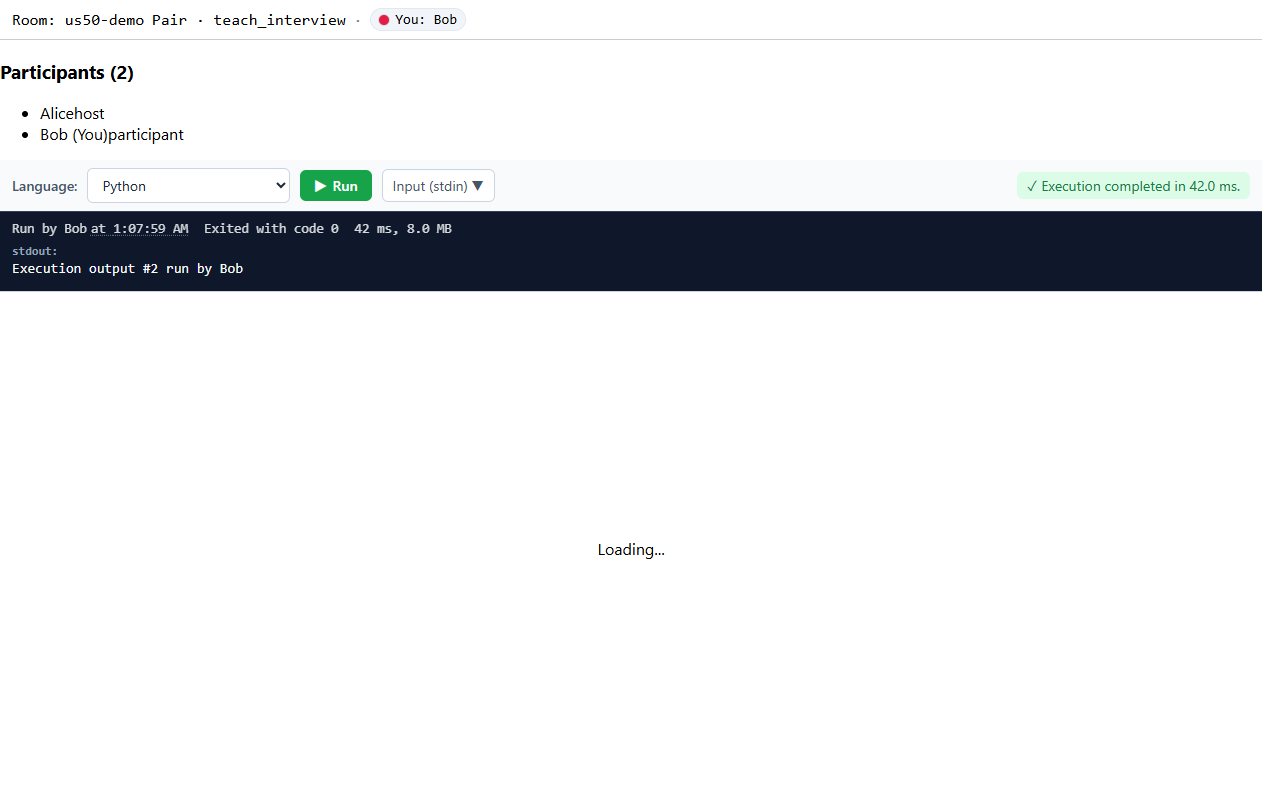 Room: us50-demo Pair · teach_interview · You: Bob
Participants (2)
• Alicehost
• Bob (You)participant
Language: Python ▶ Run Input (stdin) ▼ ✓ Execution completed in 42.0 ms.
Run by Bob at 1:07:59 AM Exited with code 0 42 ms, 8.0 MB
stdout:
Execution output #2 run by Bob
Loading...